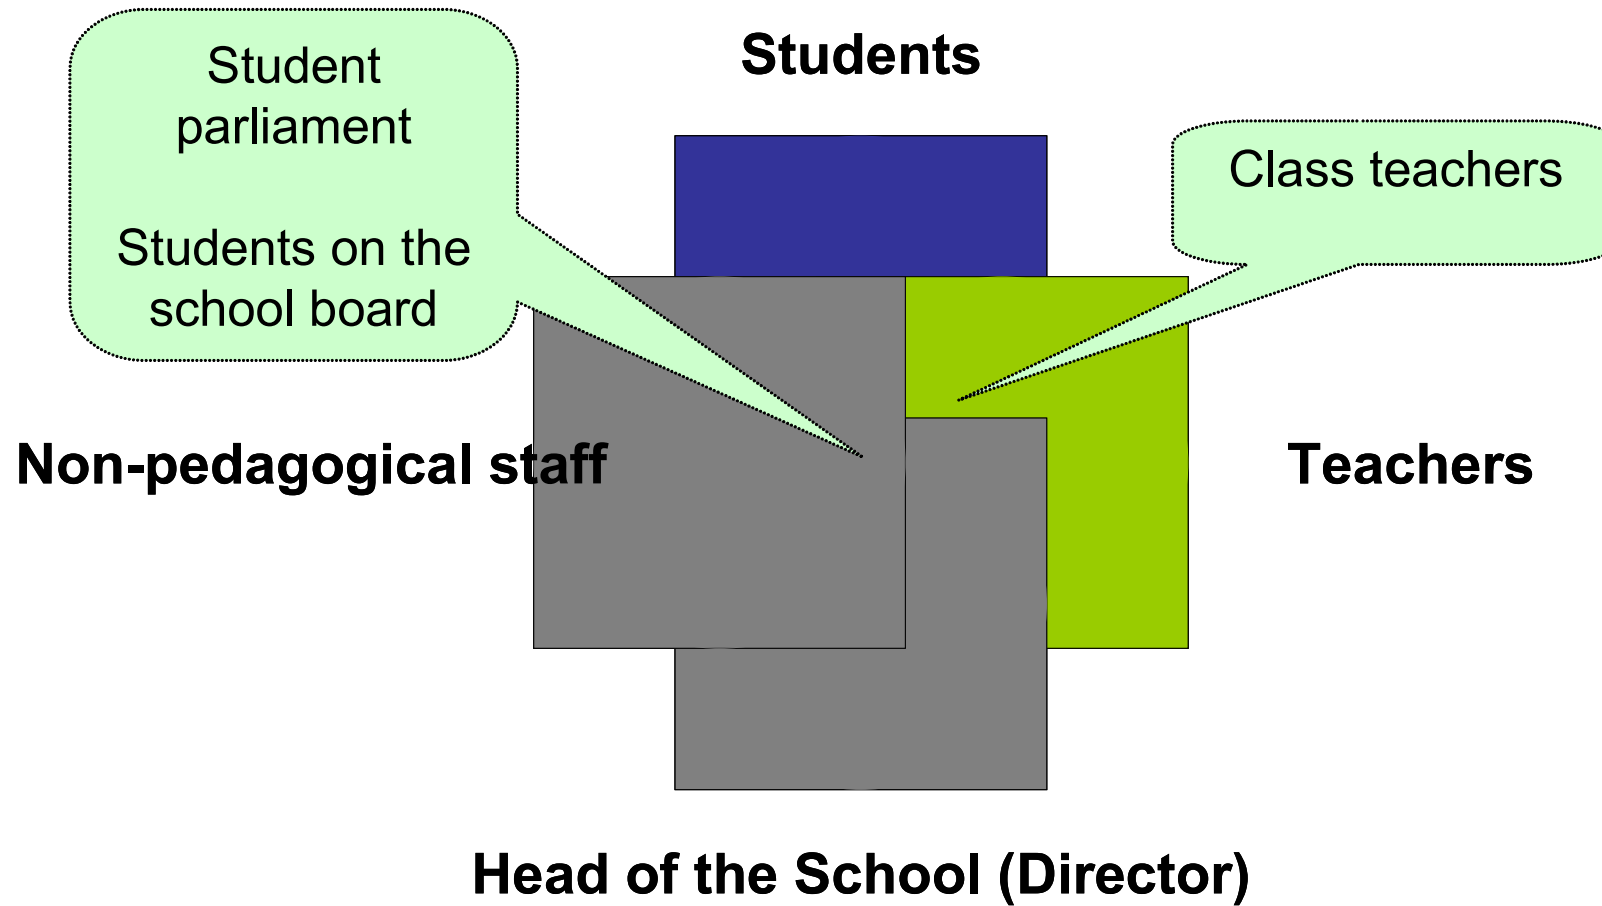 Students
Student
parliament
Students on the
school board
Class teachers
Non-pedagogical staff
Teachers
Head of the School (Director)